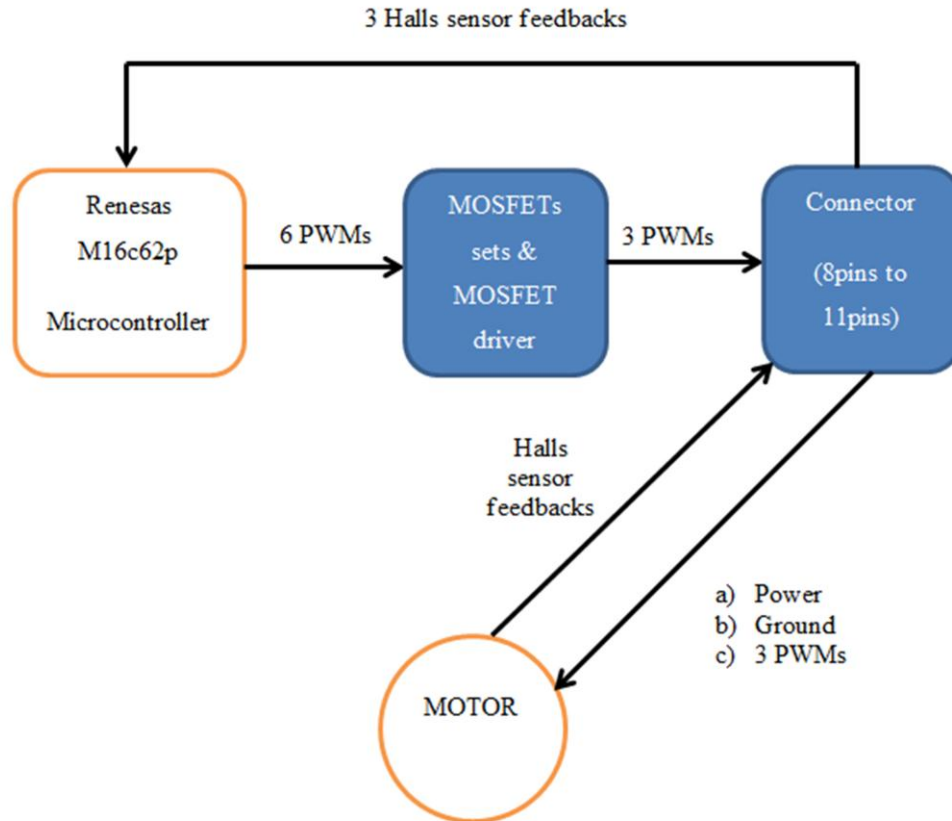 3 Halls sensor feedbacks
Renesas
M16c62p
Microcontroller
6 PWMs
MOSFETs
sets &
MOSFET
driver
3 PWMs
Connector
(8pins to
11pins)
Halls
sensor
feedbacks
a) Power
b) Ground
c) 3 PWMs
MOTOR